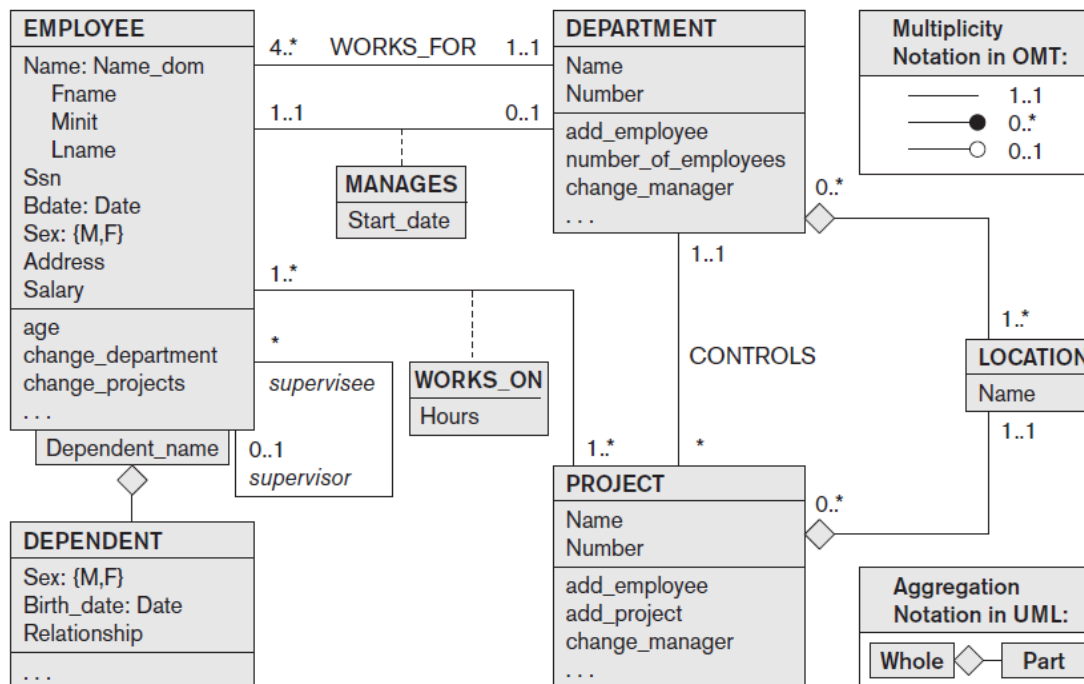 EMPLOYEE
Name: Name_dom
Fname
Minit
Lname
Ssn
Bdate: Date
Sex: {M,F}
Address
Salary
age
change_department
change_projects
. . .
Dependent_name
DEPENDENT
Sex: {M,F}
Birth_date: Date
Relationship
. . .
4..* WORKS_FOR 1..1
1..1 0..1
MANAGES
Start_date
1..*
*
supervisee
0..1
supervisor
WORKS_ON
Hours
1..*
DEPARTMENT
Name
Number
add_employee
number_of_employees
change_manager
. . .
0..*
1..1
CONTROLS
*
PROJECT
Name
Number
add_employee
add_project
change_manager
. . .
0..*
1..*
LOCATION
Name
1..1
Multiplicity
Notation in OMT:
1..1
0..*
0..1
Aggregation
Notation in UML:
Whole Part